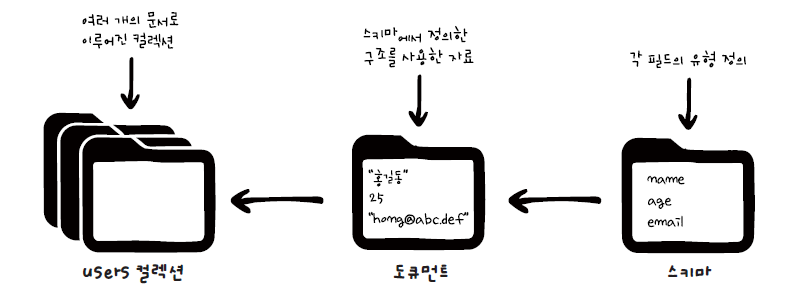 여러 개의 문서로
이루어진 컬렉션
스키마에서 정의한
구조를 사용한 자료
각 필드의 유형 정의
"홍길동"
25
"hong@abc.def"
name
age
email
users 컬렉션
도큐먼트
스키마